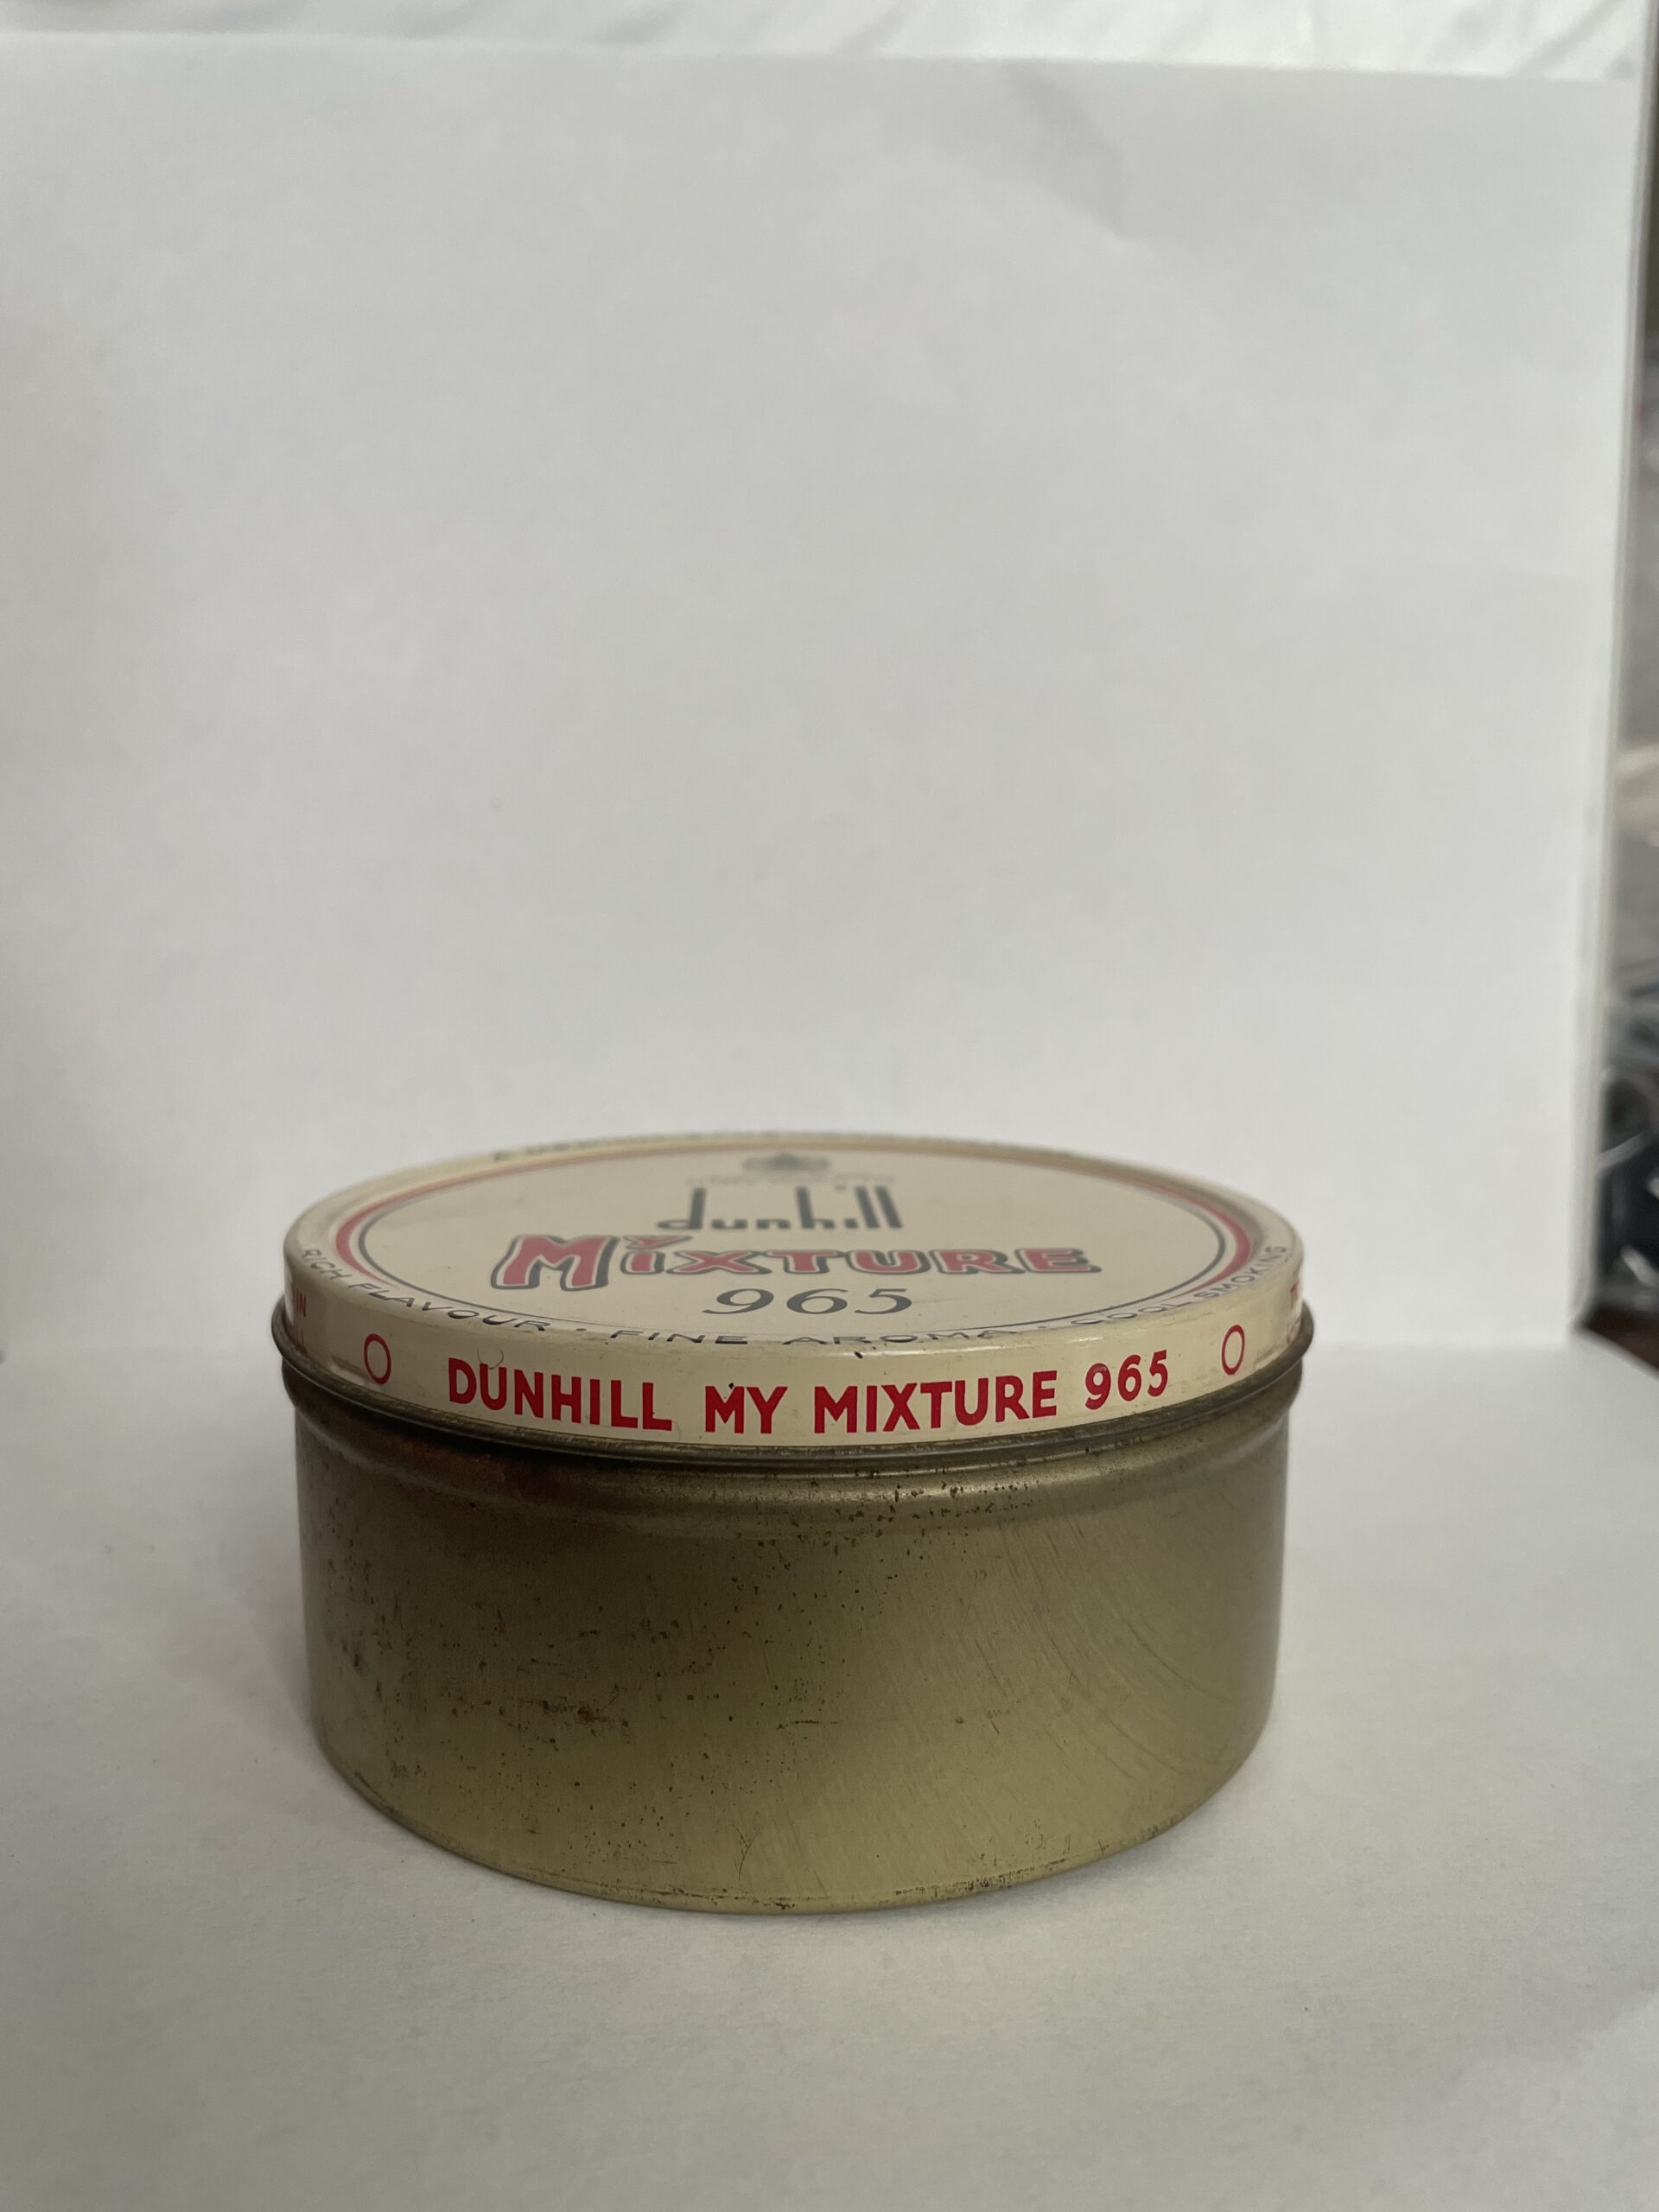 dunhill
My
MIXTURE
965
RICH FLAVOUR · FINE AROMA · COOL SMOKING
DUNHILL MY MIXTURE 965